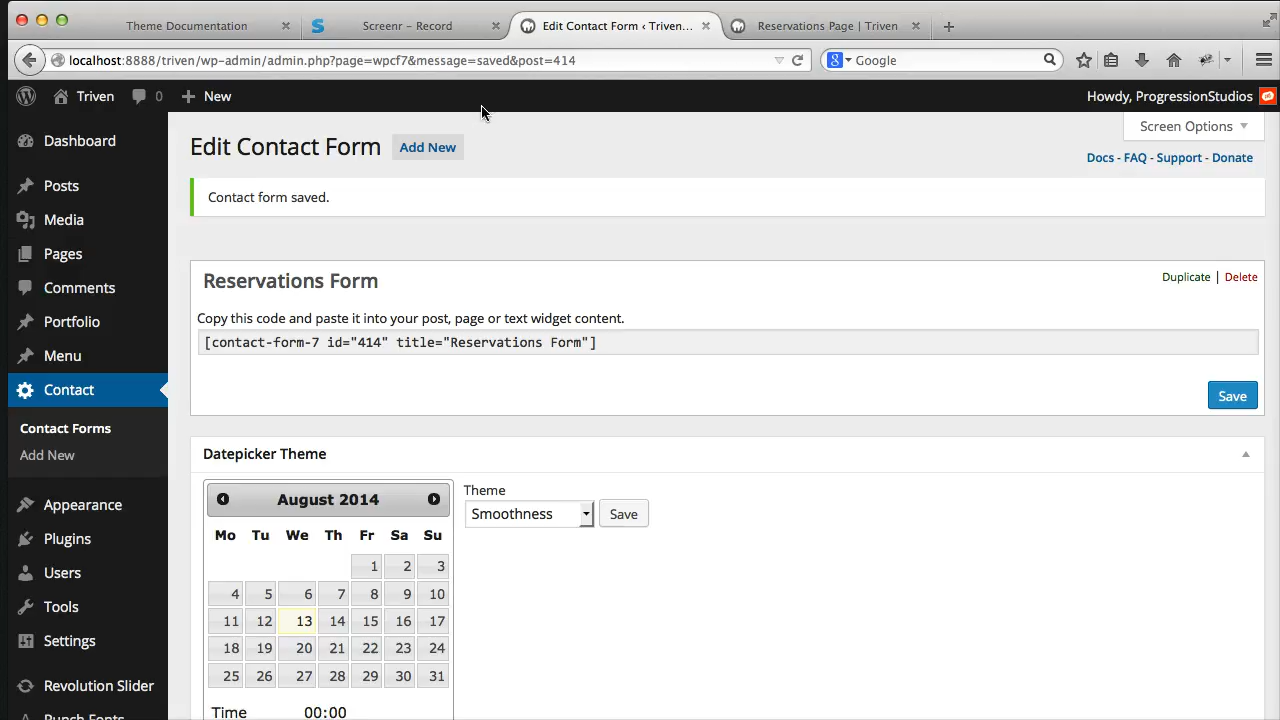 Theme Documentation
Screenr – Record
Edit Contact Form ‹ Triven...
Reservations Page | Triven
localhost:8888/triven/wp-admin/admin.php?page=wpcf7&message=saved&post=414
Google
Triven
0
New
Howdy, ProgressionStudios
Dashboard
Posts
Media
Pages
Comments
Portfolio
Menu
Contact
Contact Forms
Add New
Appearance
Plugins
Users
Tools
Settings
Revolution Slider
Punch Fonts
Screen Options
Edit Contact Form
Add New
Docs - FAQ - Support - Donate
Contact form saved.
Reservations Form
Duplicate | Delete
Copy this code and paste it into your post, page or text widget content.
[contact-form-7 id="414" title="Reservations Form"]
Save
Datepicker Theme
August 2014
Mo Tu We Th Fr Sa Su
1 2 3
4 5 6 7 8 9 10
11 12 13 14 15 16 17
18 19 20 21 22 23 24
25 26 27 28 29 30 31
Time 00:00
Theme
Smoothness
Save